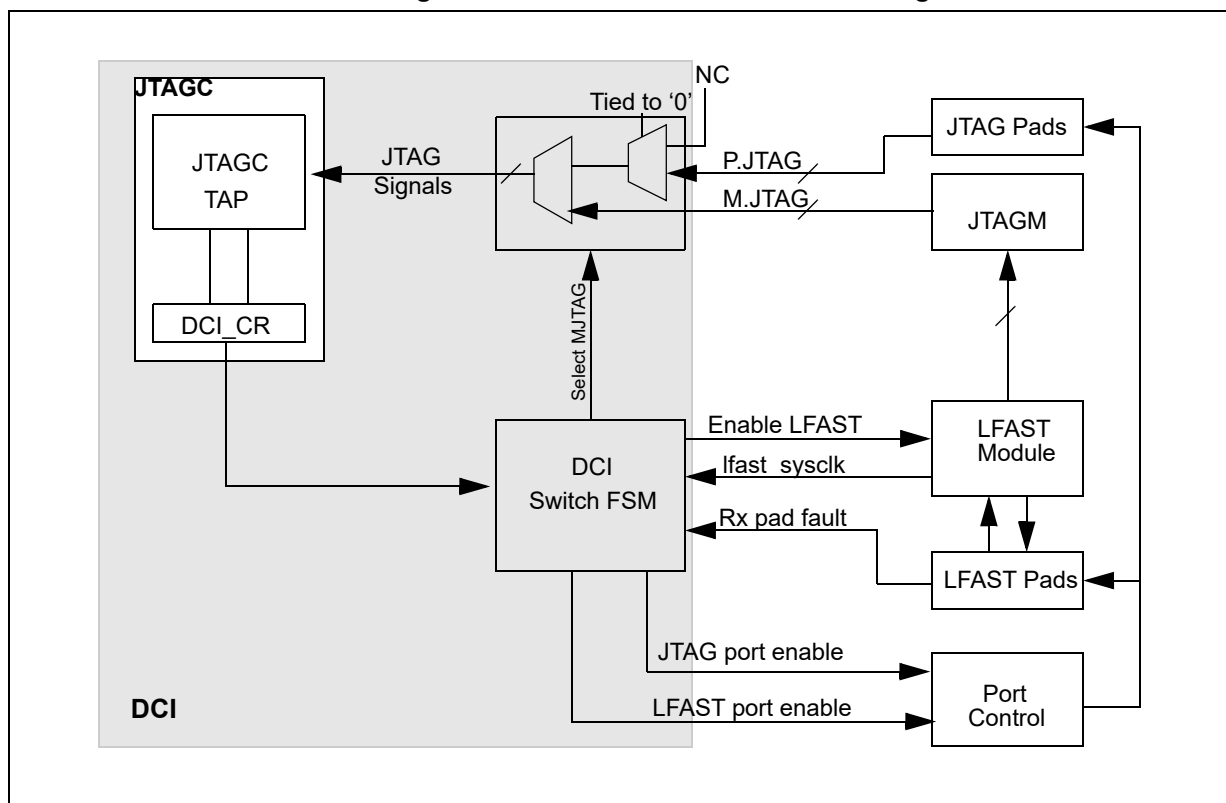 NC
JTAGC
Tied to ‘0’
JTAG Pads
JTAGC
TAP
JTAG
Signals
P.JTAG
M.JTAG
JTAGM
DCI_CR
Select MJTAG
Enable LFAST
LFAST
Module
DCI
Switch FSM
lfast_sysclk
Rx pad fault
LFAST Pads
JTAG port enable
Port
Control
LFAST port enable
DCI